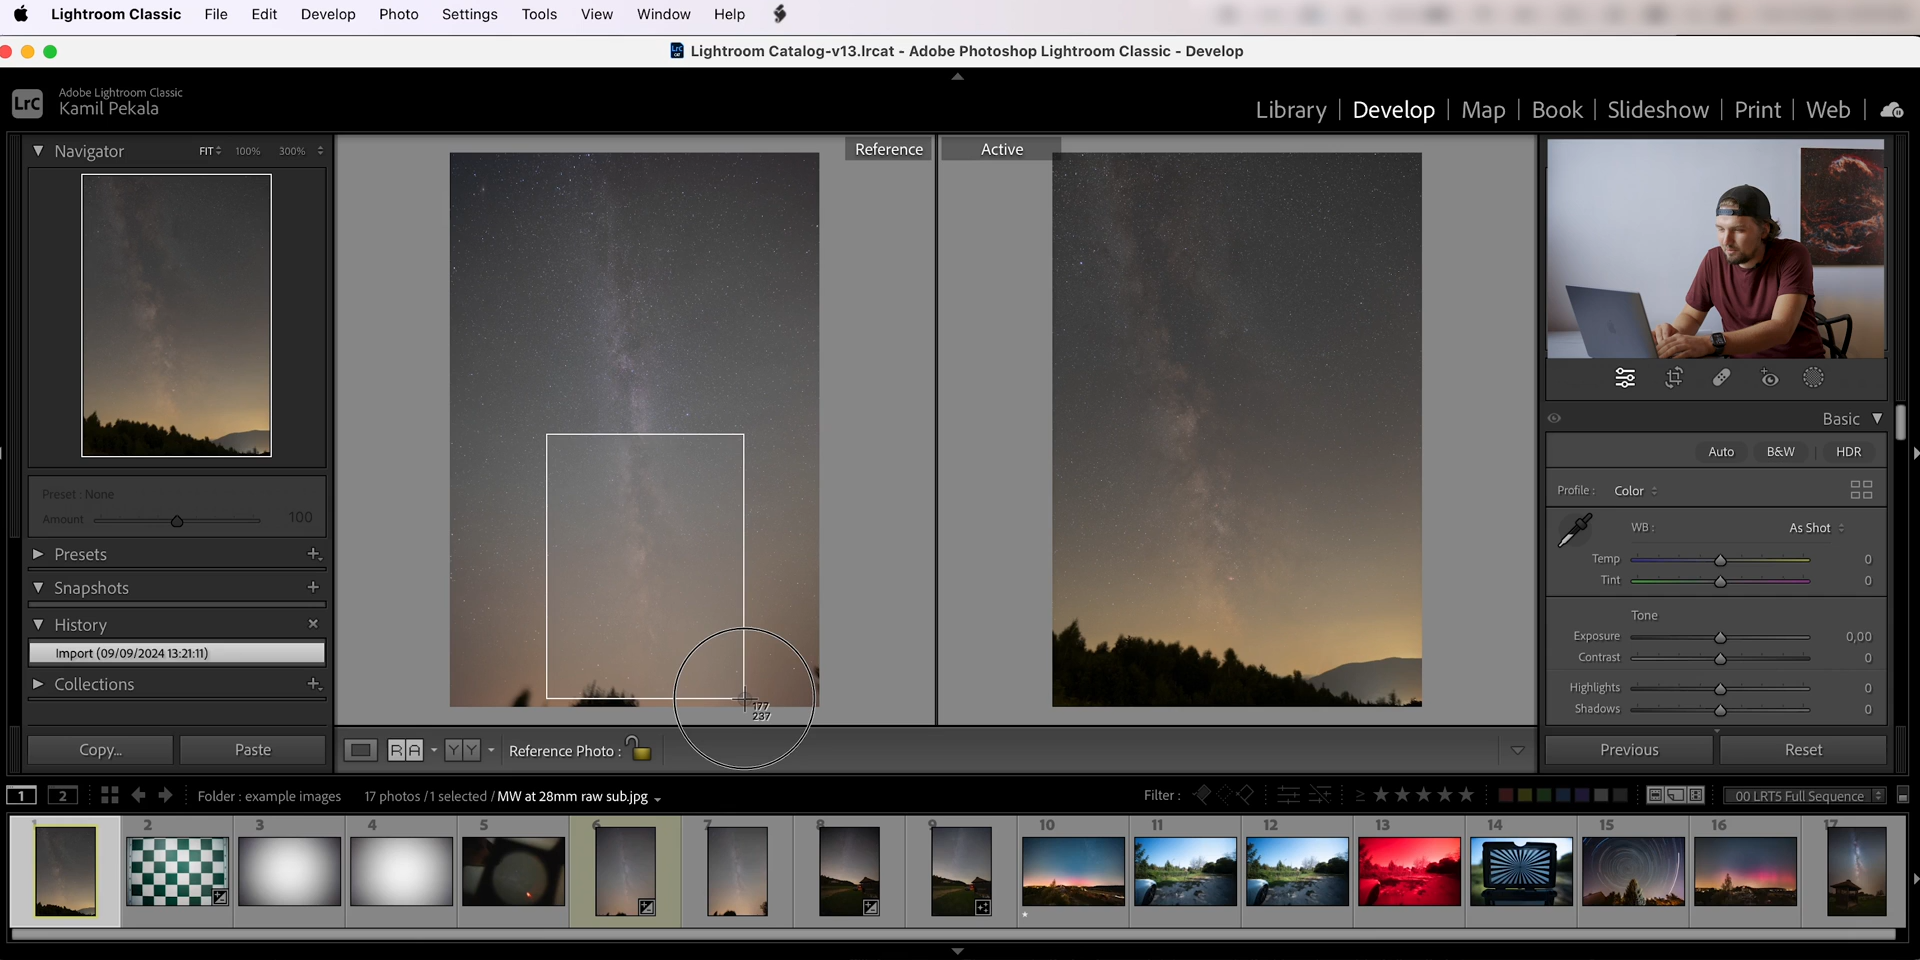 Lightroom Classic File Edit Develop Photo Settings Tools View Window Help
Lightroom Catalog-v13.lrcat - Adobe Photoshop Lightroom Classic - Develop
LrC
Adobe Lightroom Classic
Kamil Pekala
Library | Develop | Map | Book | Slideshow | Print | Web |
Navigator FIT 100% 300%
Reference
Active
Preset : None
Amount 100
Presets
Snapshots
History
Import (09/09/2024 13:21:11)
Collections
Copy... Paste
177
237
R A Y Y Reference Photo :
Basic
Auto B&W HDR
Profile : Color
WB : As Shot
Temp 0
Tint 0
Tone
Exposure 0,00
Contrast 0
Highlights 0
Shadows 0
Previous Reset
1 2 Folder : example images 17 photos / 1 selected / MW at 28mm raw sub.jpg Filter : ≥ ★★★★★ 00 LRT5 Full Sequence
1 2 3 4 5 6 7 8 9 10 11 12 13 14 15 16 17